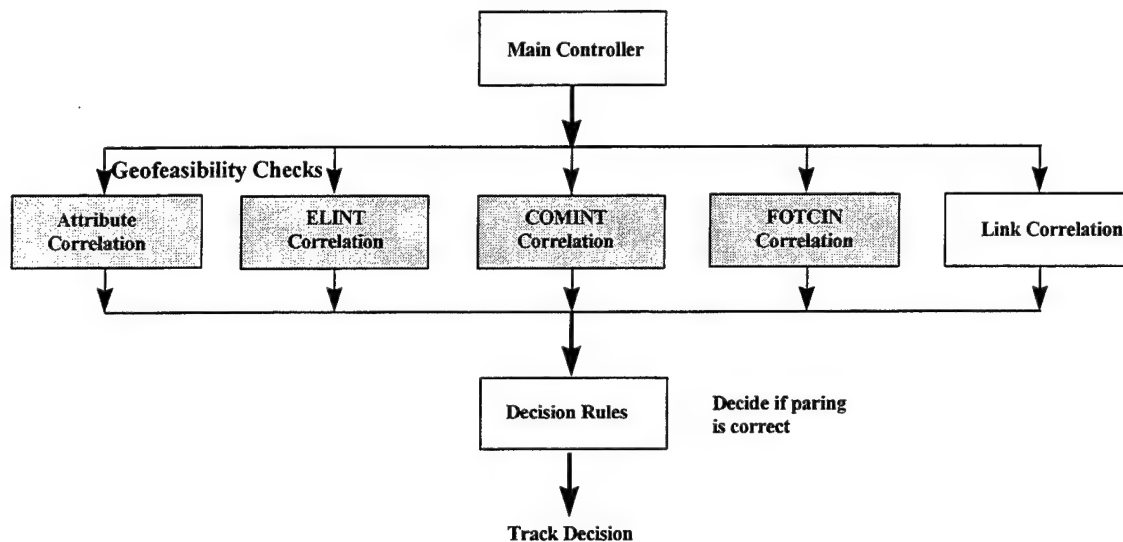 Main Controller
Geofeasibility Checks
Attribute
Correlation
ELINT
Correlation
COMINT
Correlation
FOTCIN
Correlation
Link Correlation
Decision Rules
Decide if paring
is correct
Track Decision